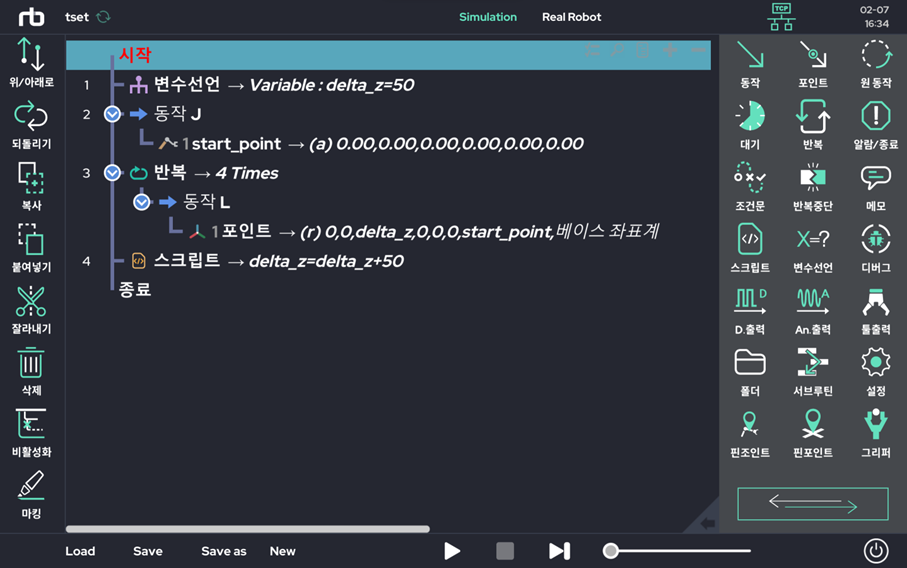 rb
tset
Simulation
Real Robot
TCP
02-07
16:34
위/아래로
되돌리기
복사
붙여넣기
잘라내기
삭제
비활성화
마킹
시작
1 변수선언 → Variable : delta_z=50
2 동작 J
1 start_point → (a) 0.00,0.00,0.00,0.00,0.00,0.00
3 반복 → 4 Times
동작 L
1 포인트 → (r) 0,0,delta_z,0,0,0,start_point,베이스 좌표계
4 스크립트 → delta_z=delta_z+50
종료
동작 포인트 원 동작
대기 반복 알람/종료
조건문 반복중단 메모
X=?
스크립트 변수선언 디버그
D A
D.출력 An.출력 툴출력
폴더 서브루틴 설정
핀조인트 핀포인트 그리퍼
Load Save Save as New